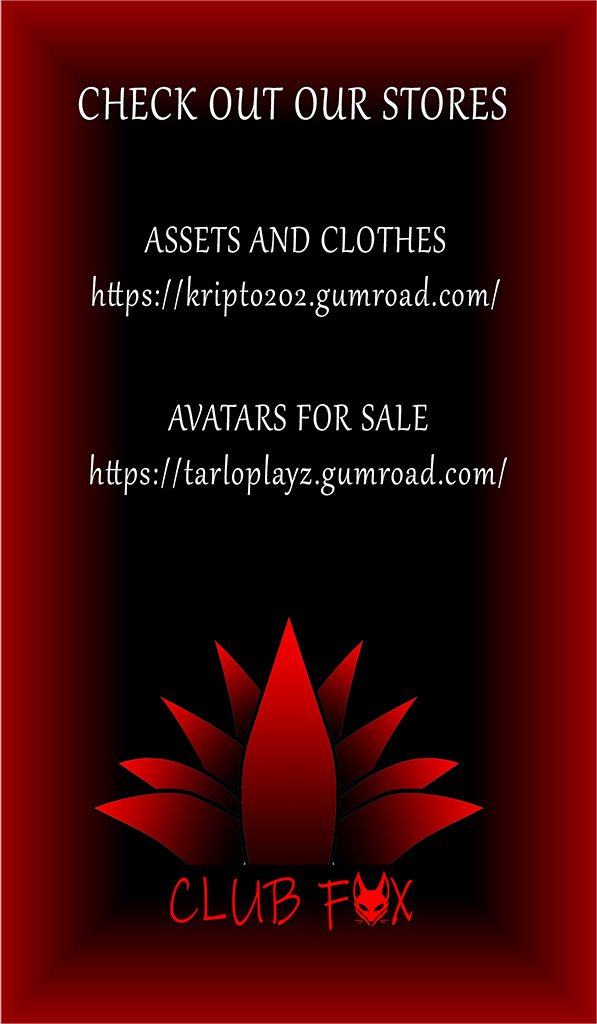 CHECK OUT OUR STORES
ASSETS AND CLOTHES
https://kripto202.gumroad.com/
AVATARS FOR SALE
https://tarloplayz.gumroad.com/
CLUB FOX